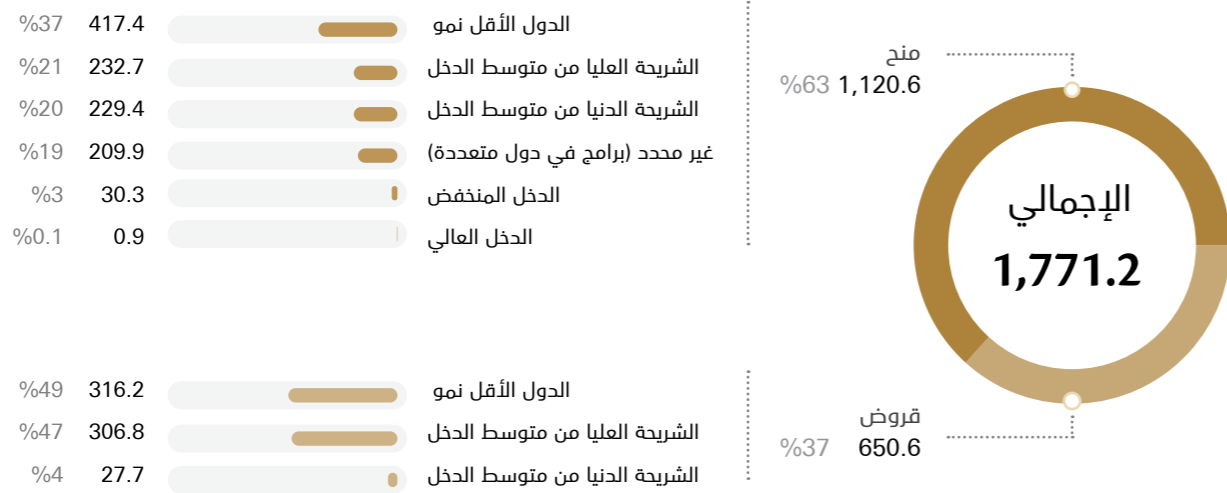 الإجمالي
1,771.2
منح
1,120.6 %63
الدول الأقل نمو 417.4 %37
الشريحة العليا من متوسط الدخل 232.7 %21
الشريحة الدنيا من متوسط الدخل 229.4 %20
غير محدد (برامج في دول متعددة) 209.9 %19
الدخل المنخفض 30.3 %3
الدخل العالي 0.9 %0.1
قروض
650.6 %37
الدول الأقل نمو 316.2 %49
الشريحة العليا من متوسط الدخل 306.8 %47
الشريحة الدنيا من متوسط الدخل 27.7 %4